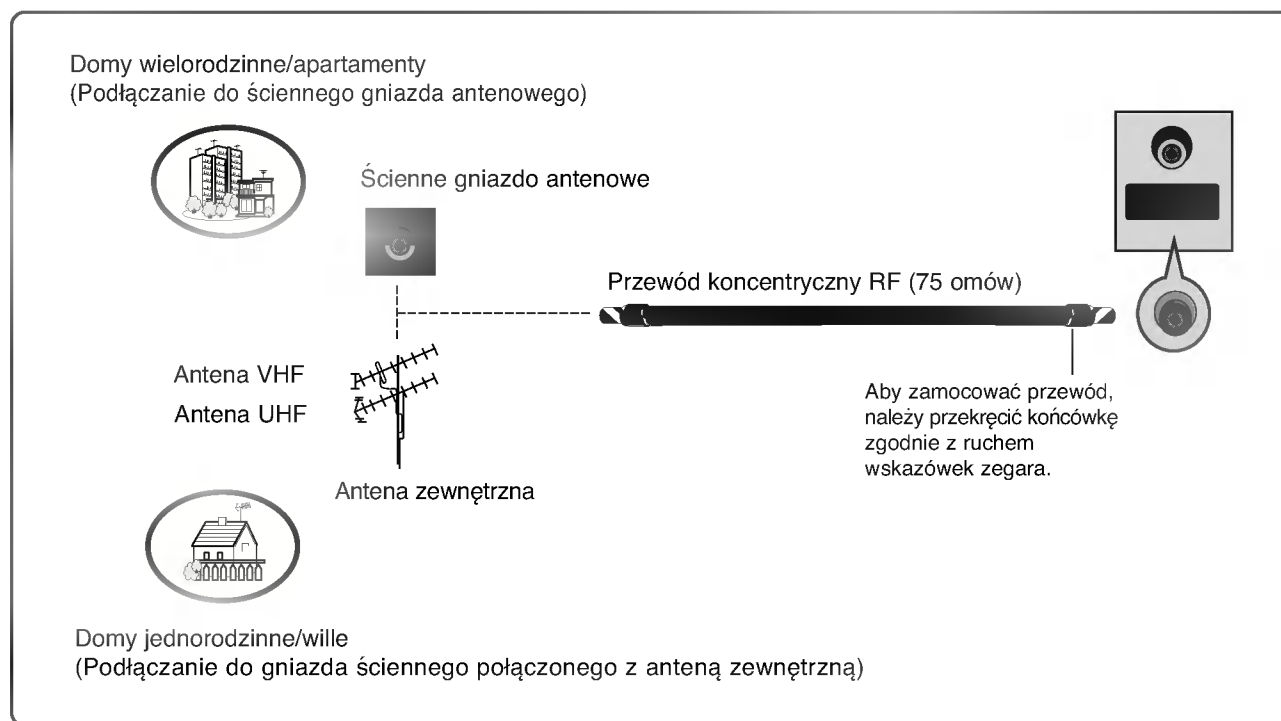 Domy wielorodzinne/apartamenty
(Podłączanie do ściennego gniazda antenowego)
Ścienne gniazdo antenowe
Przewód koncentryczny RF (75 omów)
Antena VHF
Antena UHF
Aby zamocować przewód,
należy przekręcić końcówkę
zgodnie z ruchem
wskazówek zegara.
Antena zewnętrzna
Domy jednorodzinne/wille
(Podłączanie do gniazda ściennego połączonego z anteną zewnętrzną)